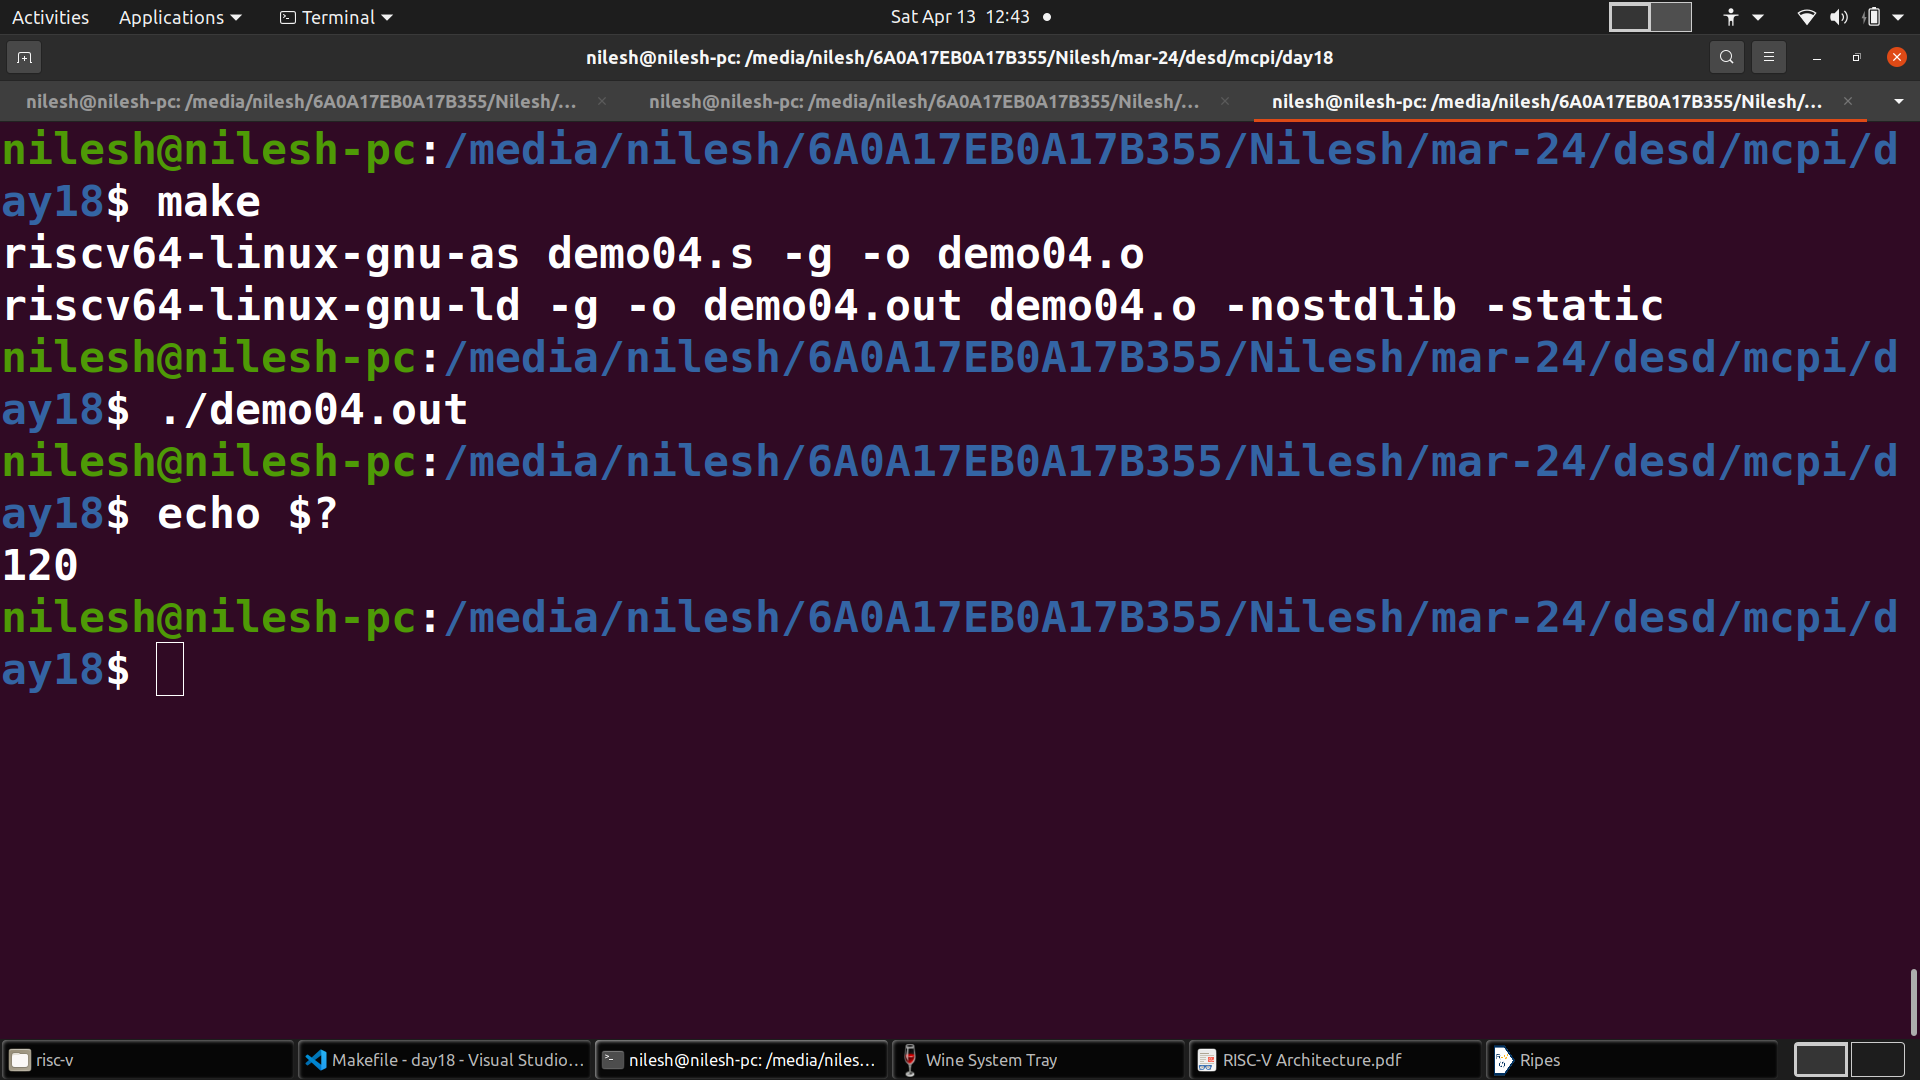 Activities Applications Terminal Sat Apr 13 12:43
nilesh@nilesh-pc: /media/nilesh/6A0A17EB0A17B355/Nilesh/mar-24/desd/mcpi/day18
nilesh@nilesh-pc: /media/nilesh/6A0A17EB0A17B355/Nilesh/... nilesh@nilesh-pc: /media/nilesh/6A0A17EB0A17B355/Nilesh/... nilesh@nilesh-pc: /media/nilesh/6A0A17EB0A17B355/Nilesh/...
nilesh@nilesh-pc:/media/nilesh/6A0A17EB0A17B355/Nilesh/mar-24/desd/mcpi/d
ay18$ make
riscv64-linux-gnu-as demo04.s -g -o demo04.o
riscv64-linux-gnu-ld -g -o demo04.out demo04.o -nostdlib -static
nilesh@nilesh-pc:/media/nilesh/6A0A17EB0A17B355/Nilesh/mar-24/desd/mcpi/d
ay18$ ./demo04.out
nilesh@nilesh-pc:/media/nilesh/6A0A17EB0A17B355/Nilesh/mar-24/desd/mcpi/d
ay18$ echo $?
120
nilesh@nilesh-pc:/media/nilesh/6A0A17EB0A17B355/Nilesh/mar-24/desd/mcpi/d
ay18$
risc-v Makefile - day18 - Visual Studio... nilesh@nilesh-pc: /media/niles... Wine System Tray RISC-V Architecture.pdf Ripes